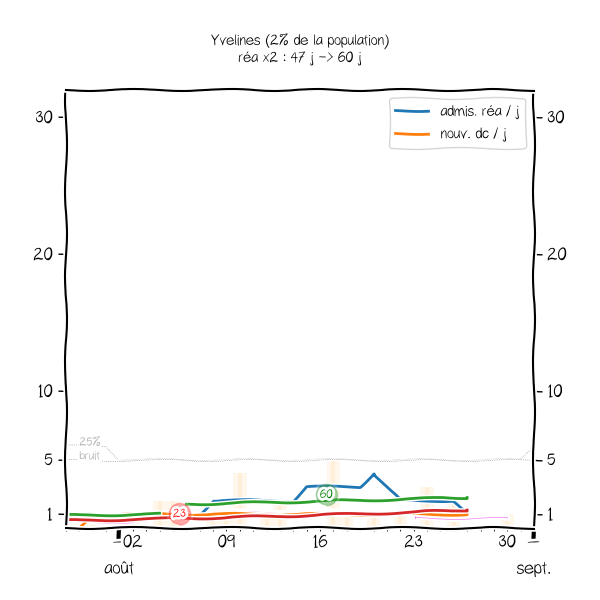 Yvelines (2% de la population)
réa x2 : 47 j -> 60 j
admis. réa / j
nouv. dc / j
30
30
20
20
10
10
25%
bruit
5
5
60
23
1
1
02
09
16
23
30
août
sept.